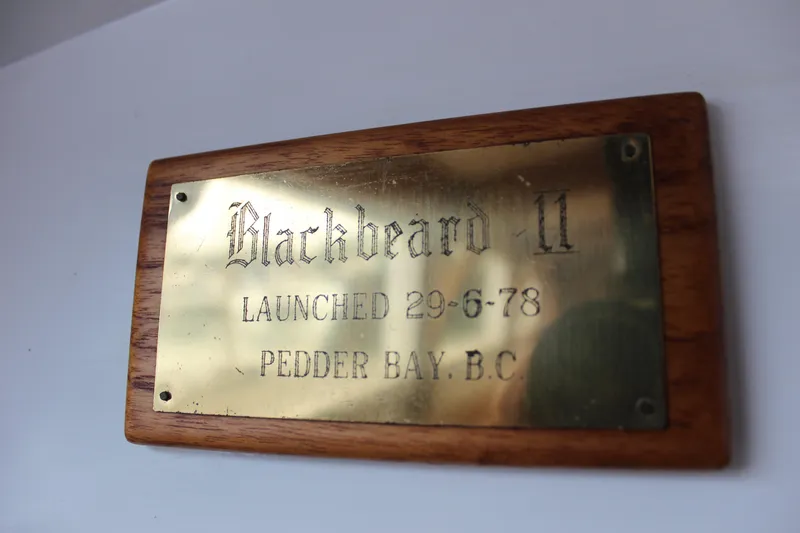 Blackbeard II
LAUNCHED 29-6-78
PEDDER BAY. B.C.